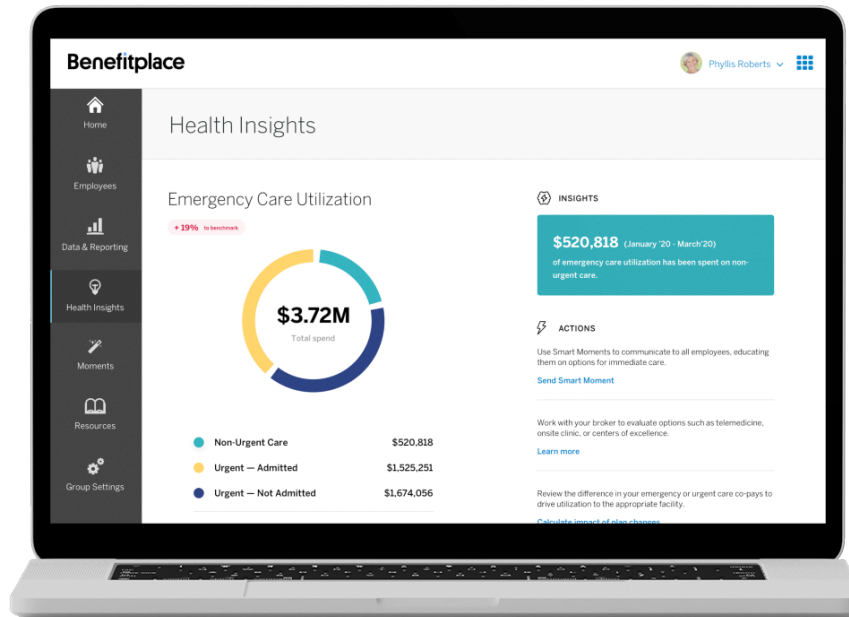 Benefitplace
Phyllis Roberts
Home
Employees
Data & Reporting
Health Insights
Moments
Resources
Group Settings
Health Insights
Emergency Care Utilization
+ 19% to benchmark
$3.72M
Total spend
Non-Urgent Care $520,818
Urgent — Admitted $1,525,251
Urgent — Not Admitted $1,674,056
INSIGHTS
$520,818 (January '20 - March'20)
of emergency care utilization has been spent on non-
urgent care.
ACTIONS
Use Smart Moments to communicate to all employees, educating
them on options for immediate care.
Send Smart Moment
Work with your broker to evaluate options such as telemedicine,
onsite clinic, or centers of excellence.
Learn more
Review the difference in your emergency or urgent care co-pays to
drive utilization to the appropriate facility.
Calculate impact of plan changes